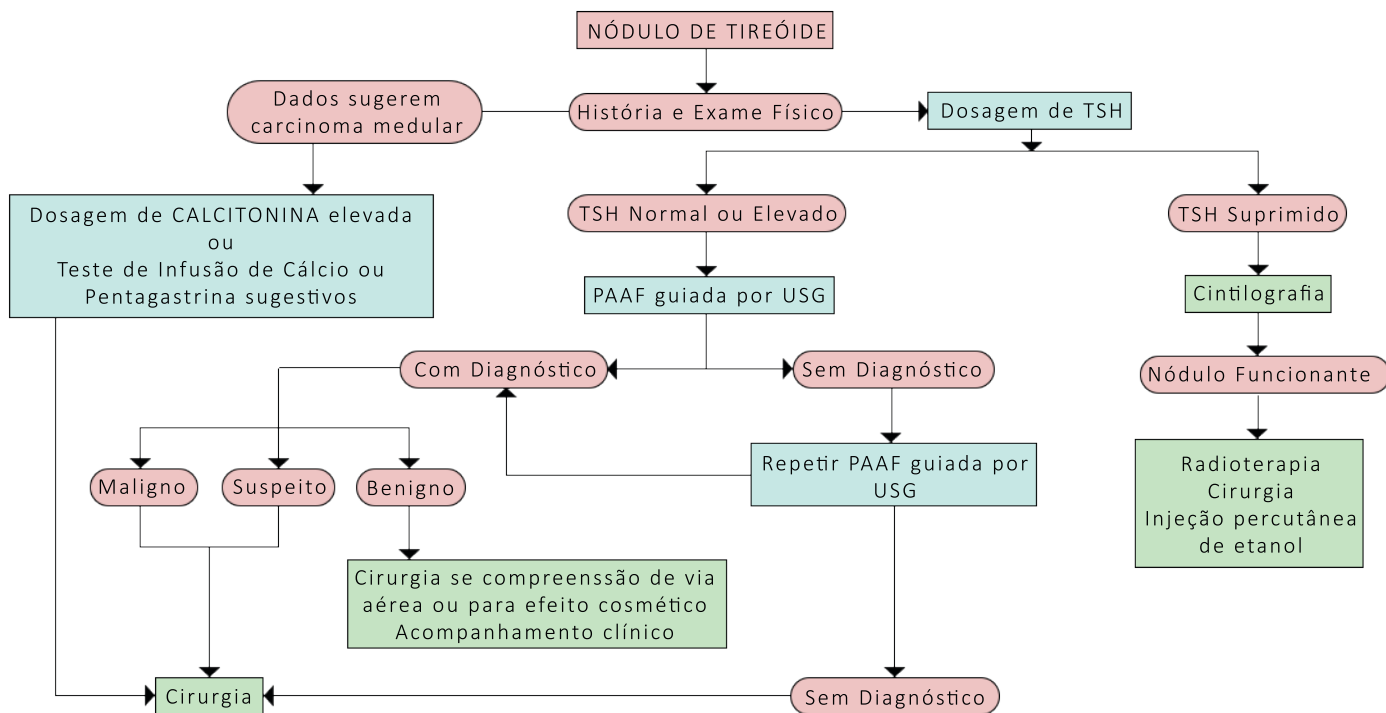 NÓDULO DE TIREÓIDE
Dados sugerem
carcinoma medular
História e Exame Físico
Dosagem de TSH
Dosagem de CALCITONINA elevada
ou
Teste de Infusão de Cálcio ou
Pentagastrina sugestivos
TSH Normal ou Elevado
TSH Suprimido
PAAF guiada por USG
Cintilografia
Com Diagnóstico
Sem Diagnóstico
Nódulo Funcionante
Maligno
Suspeito
Benigno
Repetir PAAF guiada por
USG
Radioterapia
Cirurgia
Injeção percutânea
de etanol
Cirurgia se compreenssão de via
aérea ou para efeito cosmético
Acompanhamento clínico
Cirurgia
Sem Diagnóstico